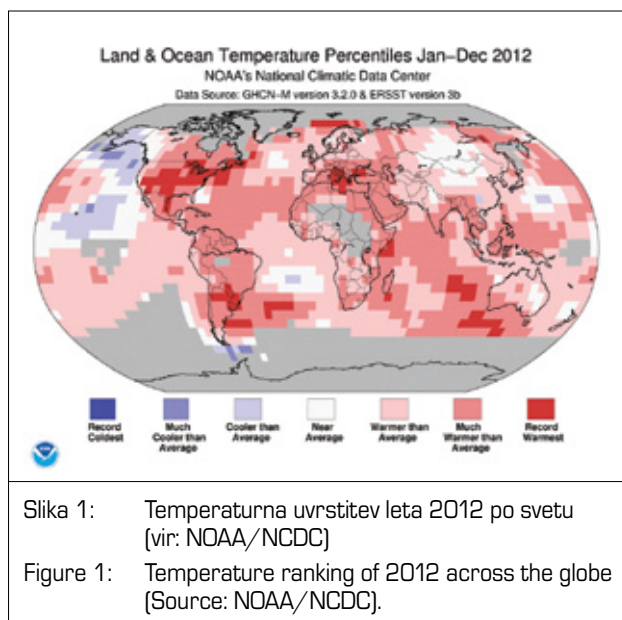 Land & Ocean Temperature Percentiles Jan–Dec 2012
NOAA's National Climatic Data Center
Data Source: GHCN–M version 3.2.0 & ERSST version 3b
Record
Coldest
Much
Cooler than
Average
Cooler than
Average
Near
Average
Warmer than
Average
Much
Warmer than
Average
Record
Warmest
Slika 1: Temperaturna uvrstitev leta 2012 po svetu
(vir: NOAA/NCDC)
Figure 1: Temperature ranking of 2012 across the globe
(Source: NOAA/NCDC).